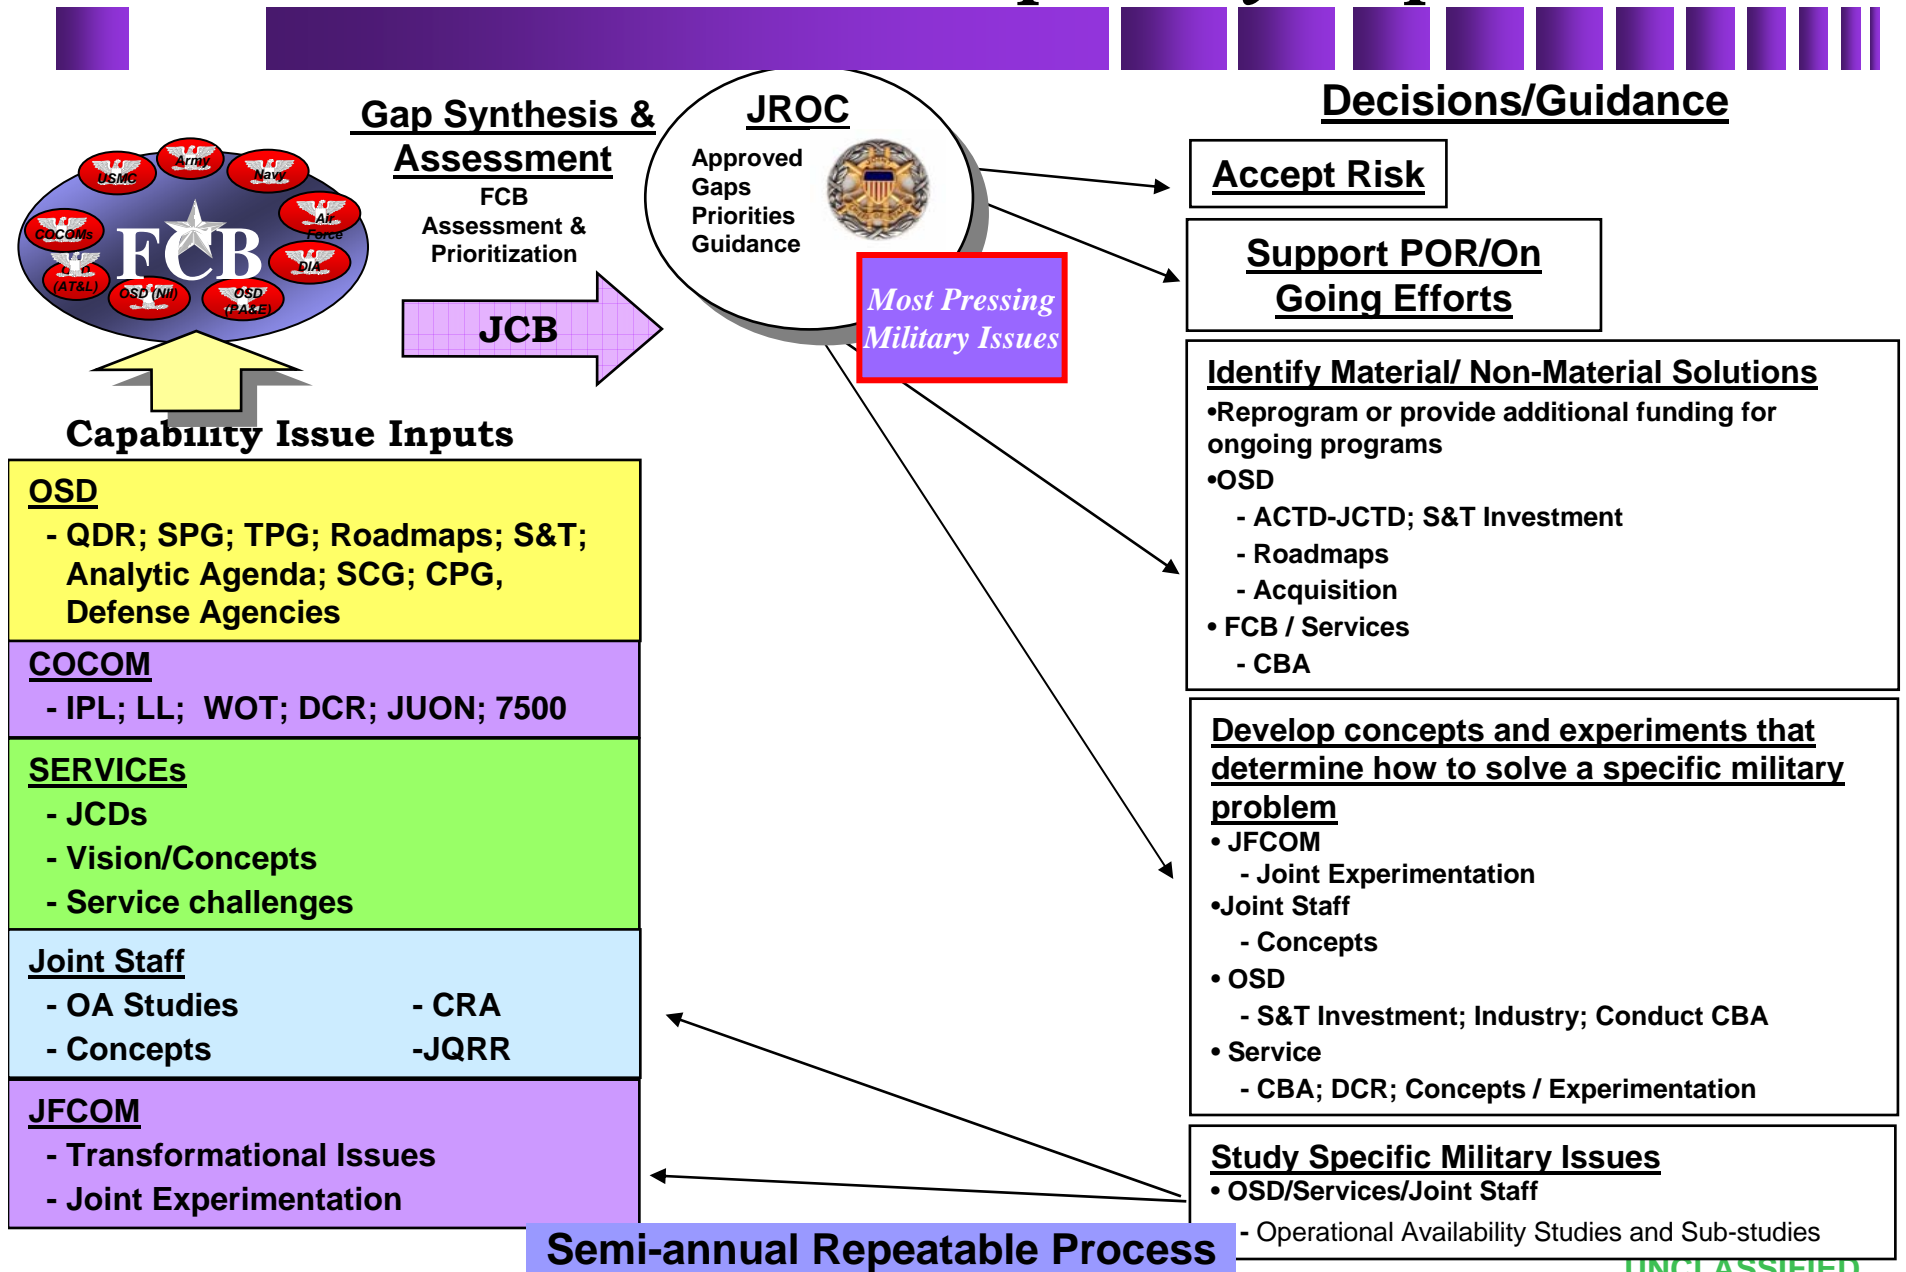 Gap Synthesis &
Assessment
FCB
Assessment &
Prioritization
JCB
JROC
Approved
Gaps
Priorities
Guidance
Most Pressing
Military Issues
USMC
Army
Navy
Air
Force
COCOMs
FCB
DIA
(AT&L)
OSD (NII)
OSD
(PA&E)
Capability Issue Inputs
OSD
- QDR; SPG; TPG; Roadmaps; S&T;
Analytic Agenda; SCG; CPG,
Defense Agencies
COCOM
- IPL; LL;  WOT; DCR; JUON; 7500
SERVICEs
- JCDs
- Vision/Concepts
- Service challenges
Joint Staff
- OA Studies - CRA
- Concepts -JQRR
JFCOM
- Transformational Issues
- Joint Experimentation
Decisions/Guidance
Accept Risk
Support POR/On
Going Efforts
Identify Material/ Non-Material Solutions
•Reprogram or provide additional funding for
ongoing programs
•OSD
- ACTD-JCTD; S&T Investment
- Roadmaps
- Acquisition
• FCB / Services
- CBA
Develop concepts and experiments that
determine how to solve a specific military
problem
• JFCOM
- Joint Experimentation
•Joint Staff
- Concepts
• OSD
- S&T Investment; Industry; Conduct CBA
• Service
- CBA; DCR; Concepts / Experimentation
Study Specific Military Issues
• OSD/Services/Joint Staff
- Operational Availability Studies and Sub-studies
Semi-annual Repeatable Process
UNCLASSIFIED